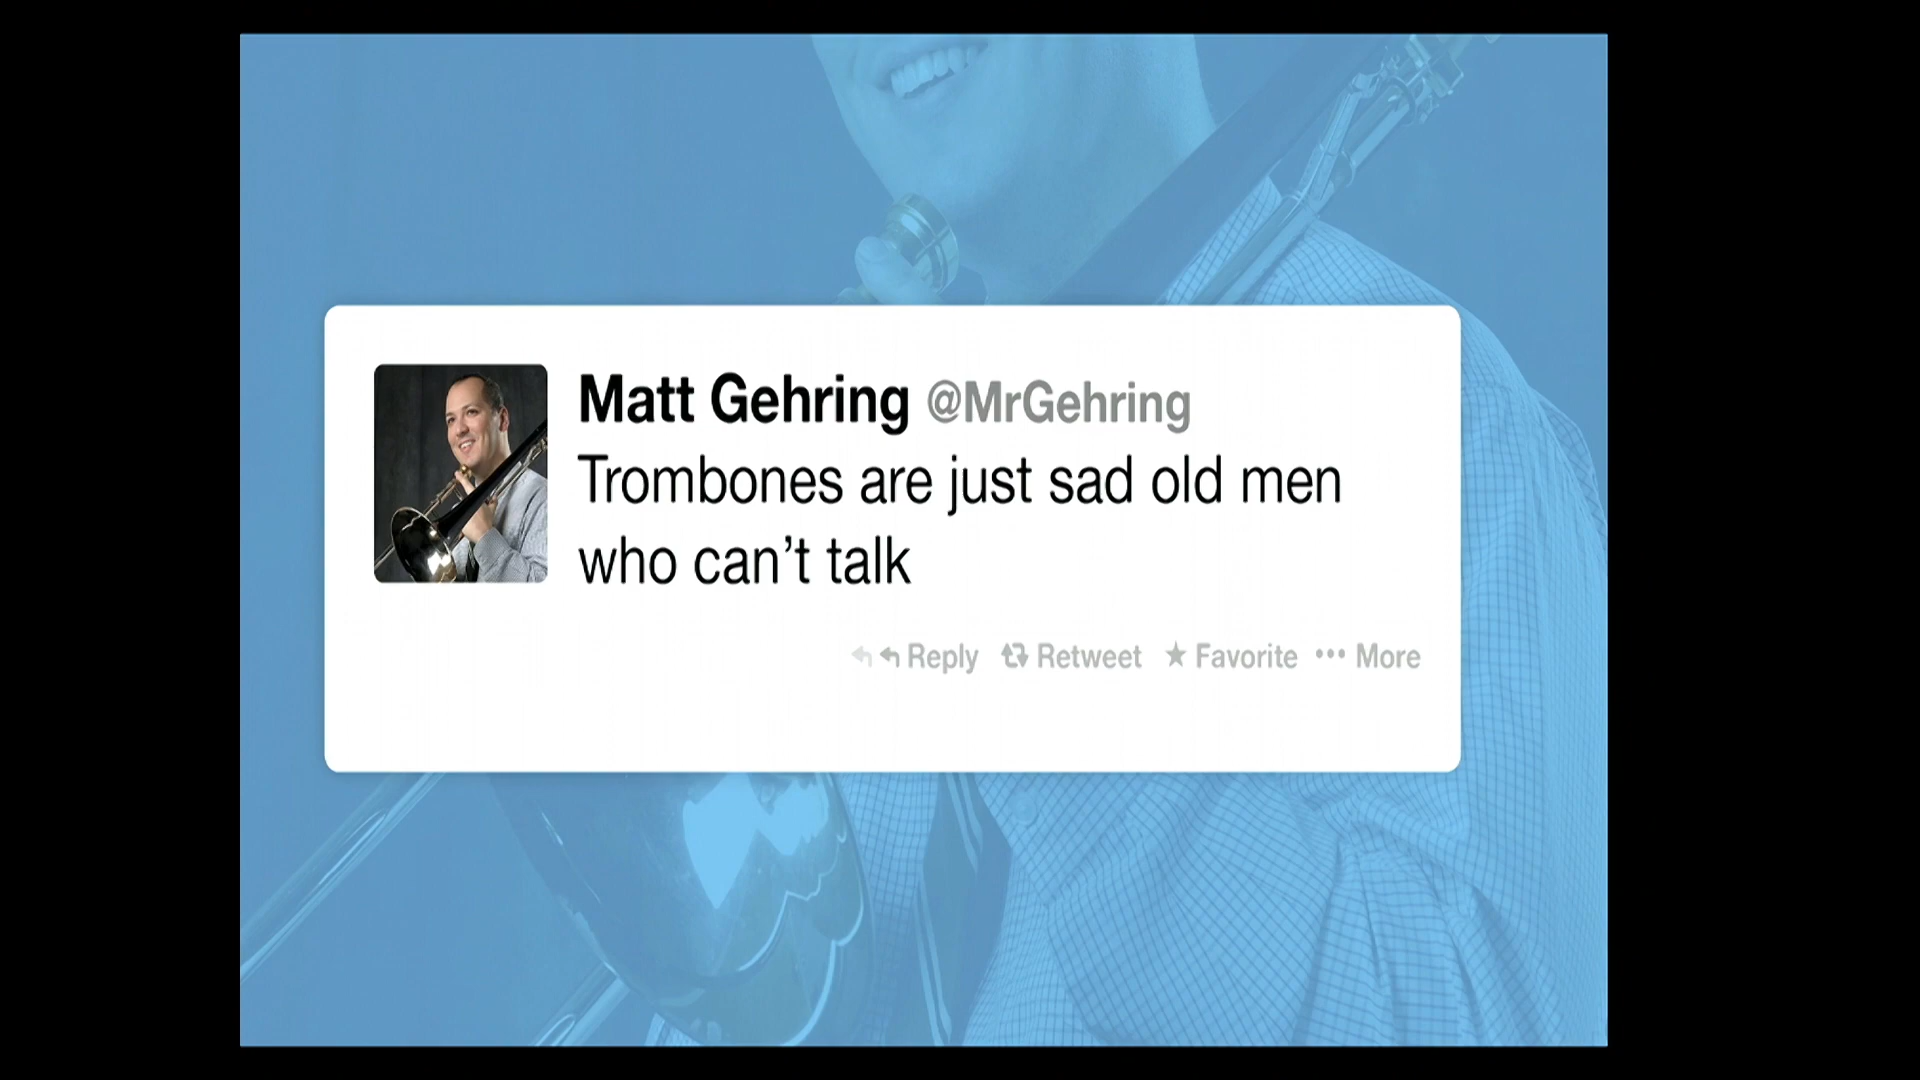 Matt Gehring @MrGehring
Trombones are just sad old men
who can’t talk
Reply Retweet Favorite More